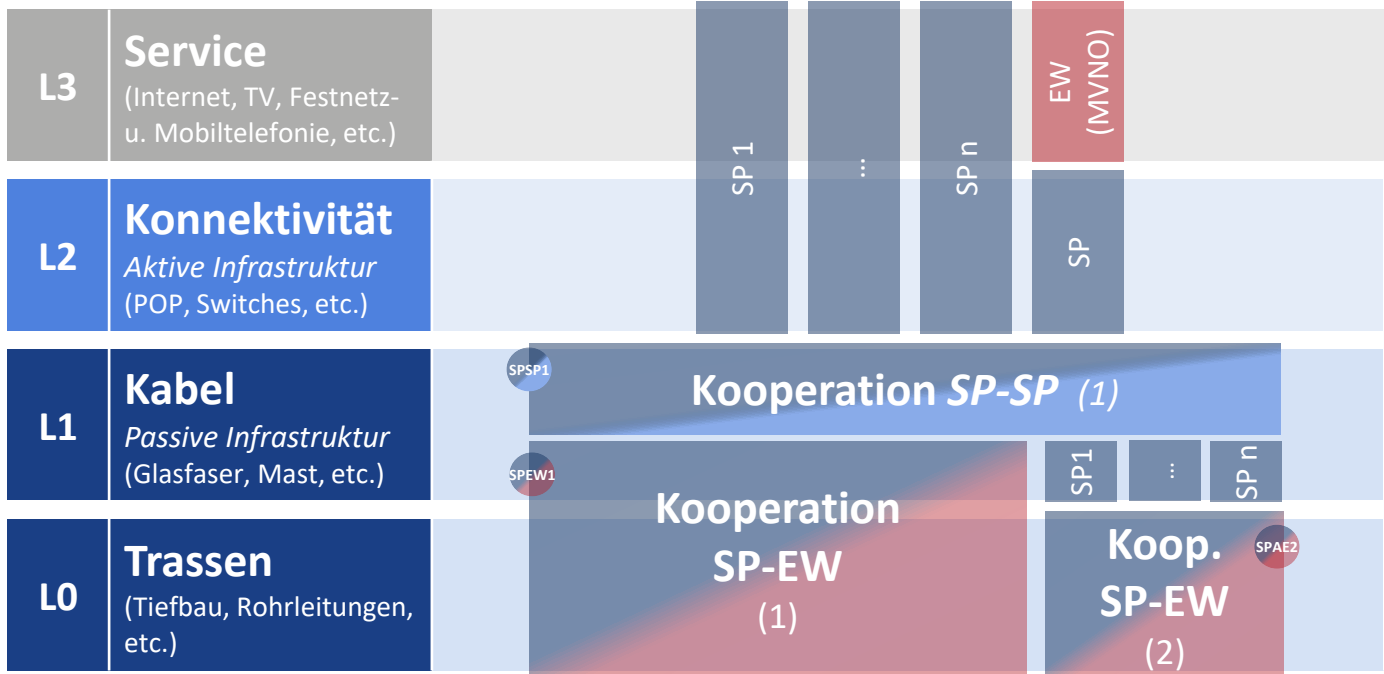 L3
Service
(Internet, TV, Festnetz-
u. Mobiltelefonie, etc.)
SP 1
...
SP n
EW
(MVNO)
L2
Konnektivität
Aktive Infrastruktur
(POP, Switches, etc.)
SP
L1
Kabel
Passive Infrastruktur
(Glasfaser, Mast, etc.)
SPSP1
Kooperation SP-SP (1)
SPEW1
Kooperation
SP-EW
(1)
SP1
...
SP n
L0
Trassen
(Tiefbau, Rohrleitungen,
etc.)
Koop.
SP-EW
(2)
SPAE2